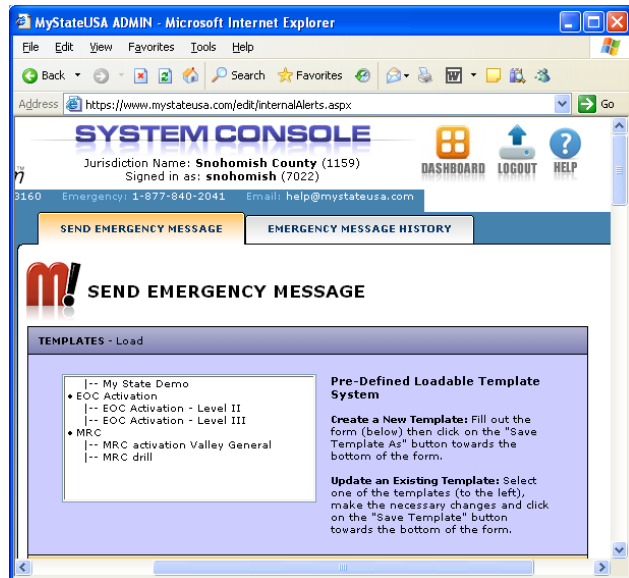 MyStateUSA ADMIN - Microsoft Internet Explorer
File Edit View Favorites Tools Help
Back Search Favorites
Address https://www.mystateusa.com/edit/internalAlerts.aspx Go
SYSTEM CONSOLE
Jurisdiction Name: Snohomish County (1159)
Signed in as: snohomish (7022)
DASHBOARD LOGOUT HELP
3160 Emergency: 1-877-840-2041 Email: help@mystateusa.com
SEND EMERGENCY MESSAGE EMERGENCY MESSAGE HISTORY
m! SEND EMERGENCY MESSAGE
TEMPLATES - Load
|-- My State Demo
• EOC Activation
|-- EOC Activation - Level II
|-- EOC Activation - Level III
• MRC
|-- MRC activation Valley General
|-- MRC drill
Pre-Defined Loadable Template
System
Create a New Template: Fill out the
form (below) then click on the "Save
Template As" button towards the
bottom of the form.
Update an Existing Template: Select
one of the templates (to the left),
make the necessary changes and click
on the "Save Template" button
towards the bottom of the form.